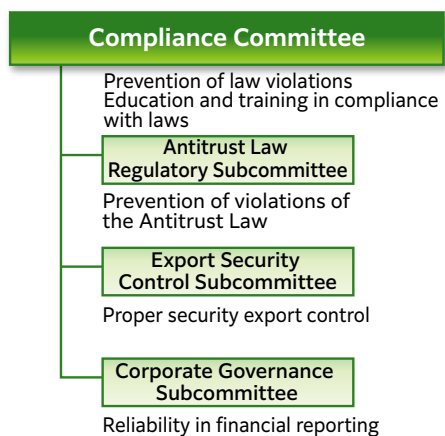 Compliance Committee
Prevention of law violations
Education and training in compliance
with laws
Antitrust Law
Regulatory Subcommittee
Prevention of violations of
the Antitrust Law
Export Security
Control Subcommittee
Proper security export control
Corporate Governance
Subcommittee
Reliability in financial reporting